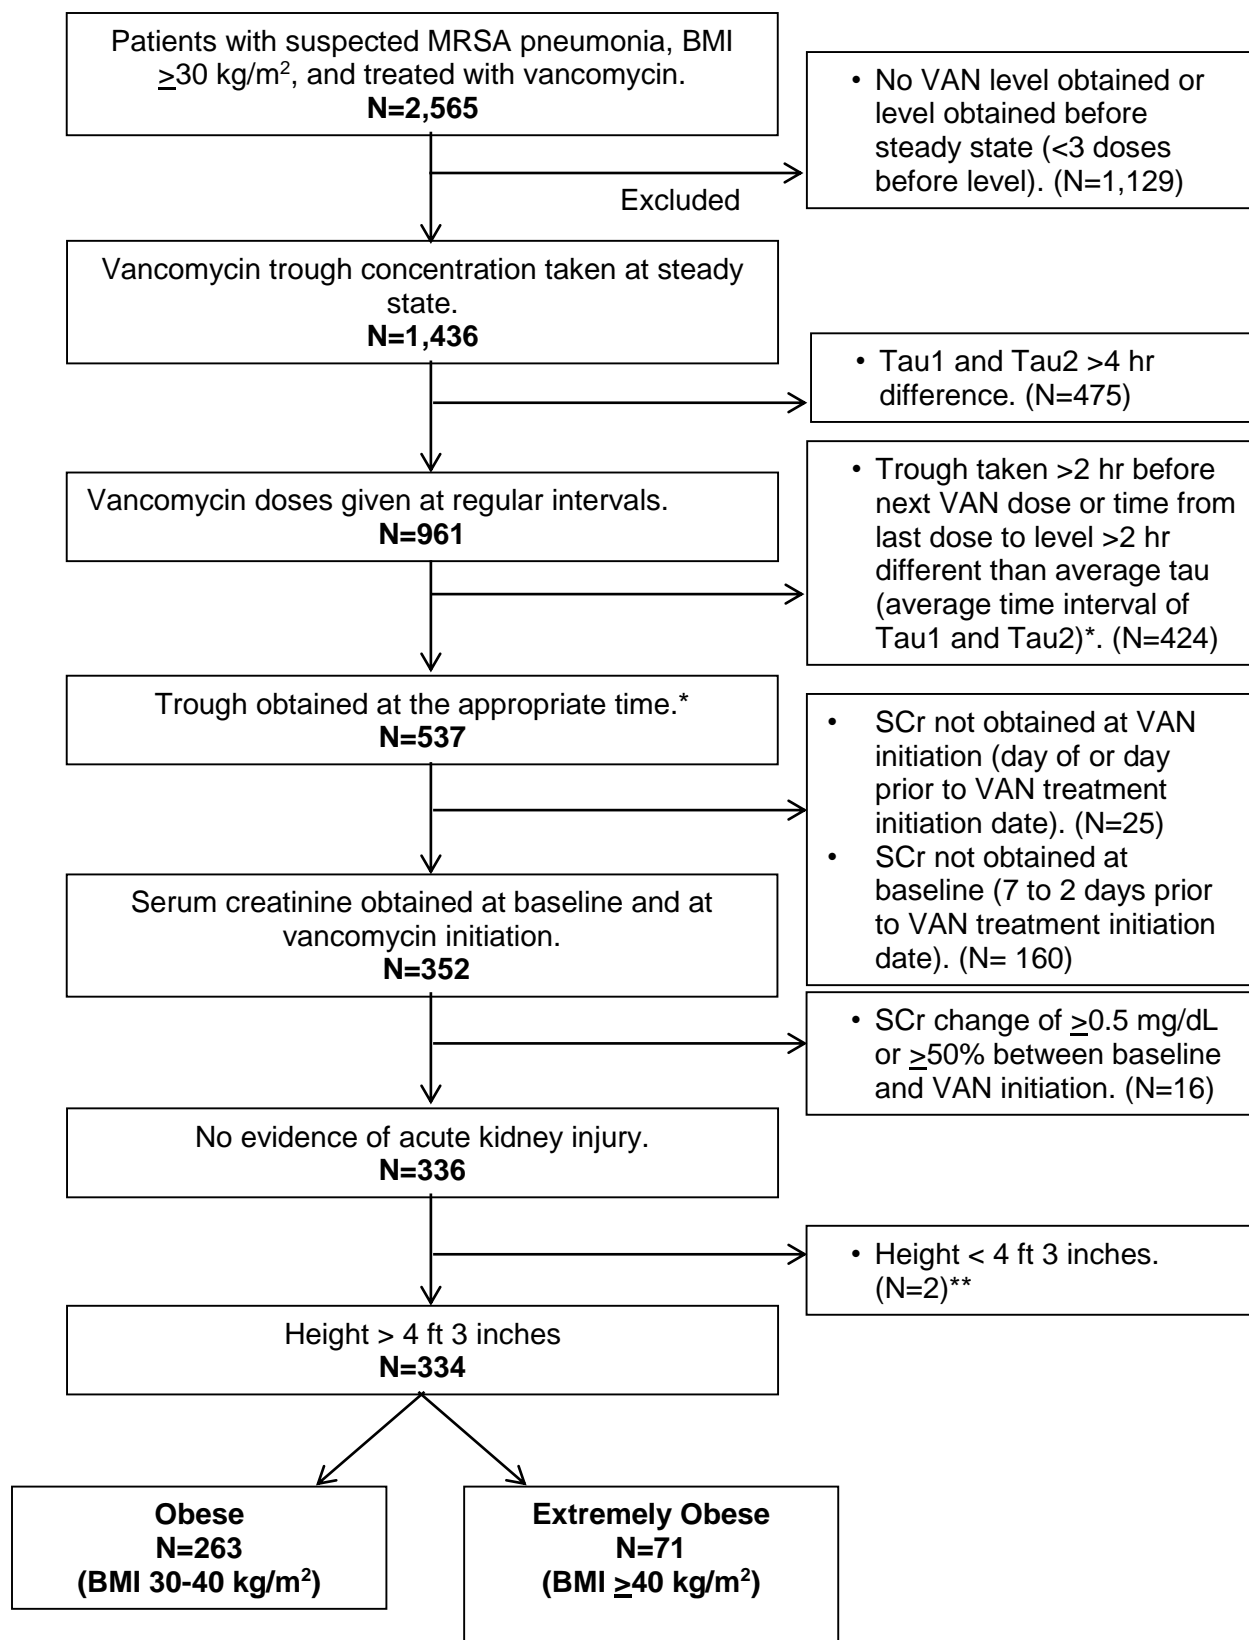 Patients with suspected MRSA pneumonia, BMI
≥30 kg/m², and treated with vancomycin.
N=2,565
• No VAN level obtained or
level obtained before
steady state (<3 doses
before level). (N=1,129)
Excluded
Vancomycin trough concentration taken at steady
state.
N=1,436
• Tau1 and Tau2 >4 hr
difference. (N=475)
Vancomycin doses given at regular intervals.
N=961
• Trough taken >2 hr before
next VAN dose or time from
last dose to level >2 hr
different than average tau
(average time interval of
Tau1 and Tau2)*. (N=424)
Trough obtained at the appropriate time.*
N=537
• SCr not obtained at VAN
initiation (day of or day
prior to VAN treatment
initiation date). (N=25)
• SCr not obtained at
baseline (7 to 2 days prior
to VAN treatment initiation
date). (N= 160)
Serum creatinine obtained at baseline and at
vancomycin initiation.
N=352
• SCr change of ≥0.5 mg/dL
or ≥50% between baseline
and VAN initiation. (N=16)
No evidence of acute kidney injury.
N=336
• Height < 4 ft 3 inches.
(N=2)**
Height > 4 ft 3 inches
N=334
Obese
N=263
(BMI 30-40 kg/m²)
Extremely Obese
N=71
(BMI ≥40 kg/m²)